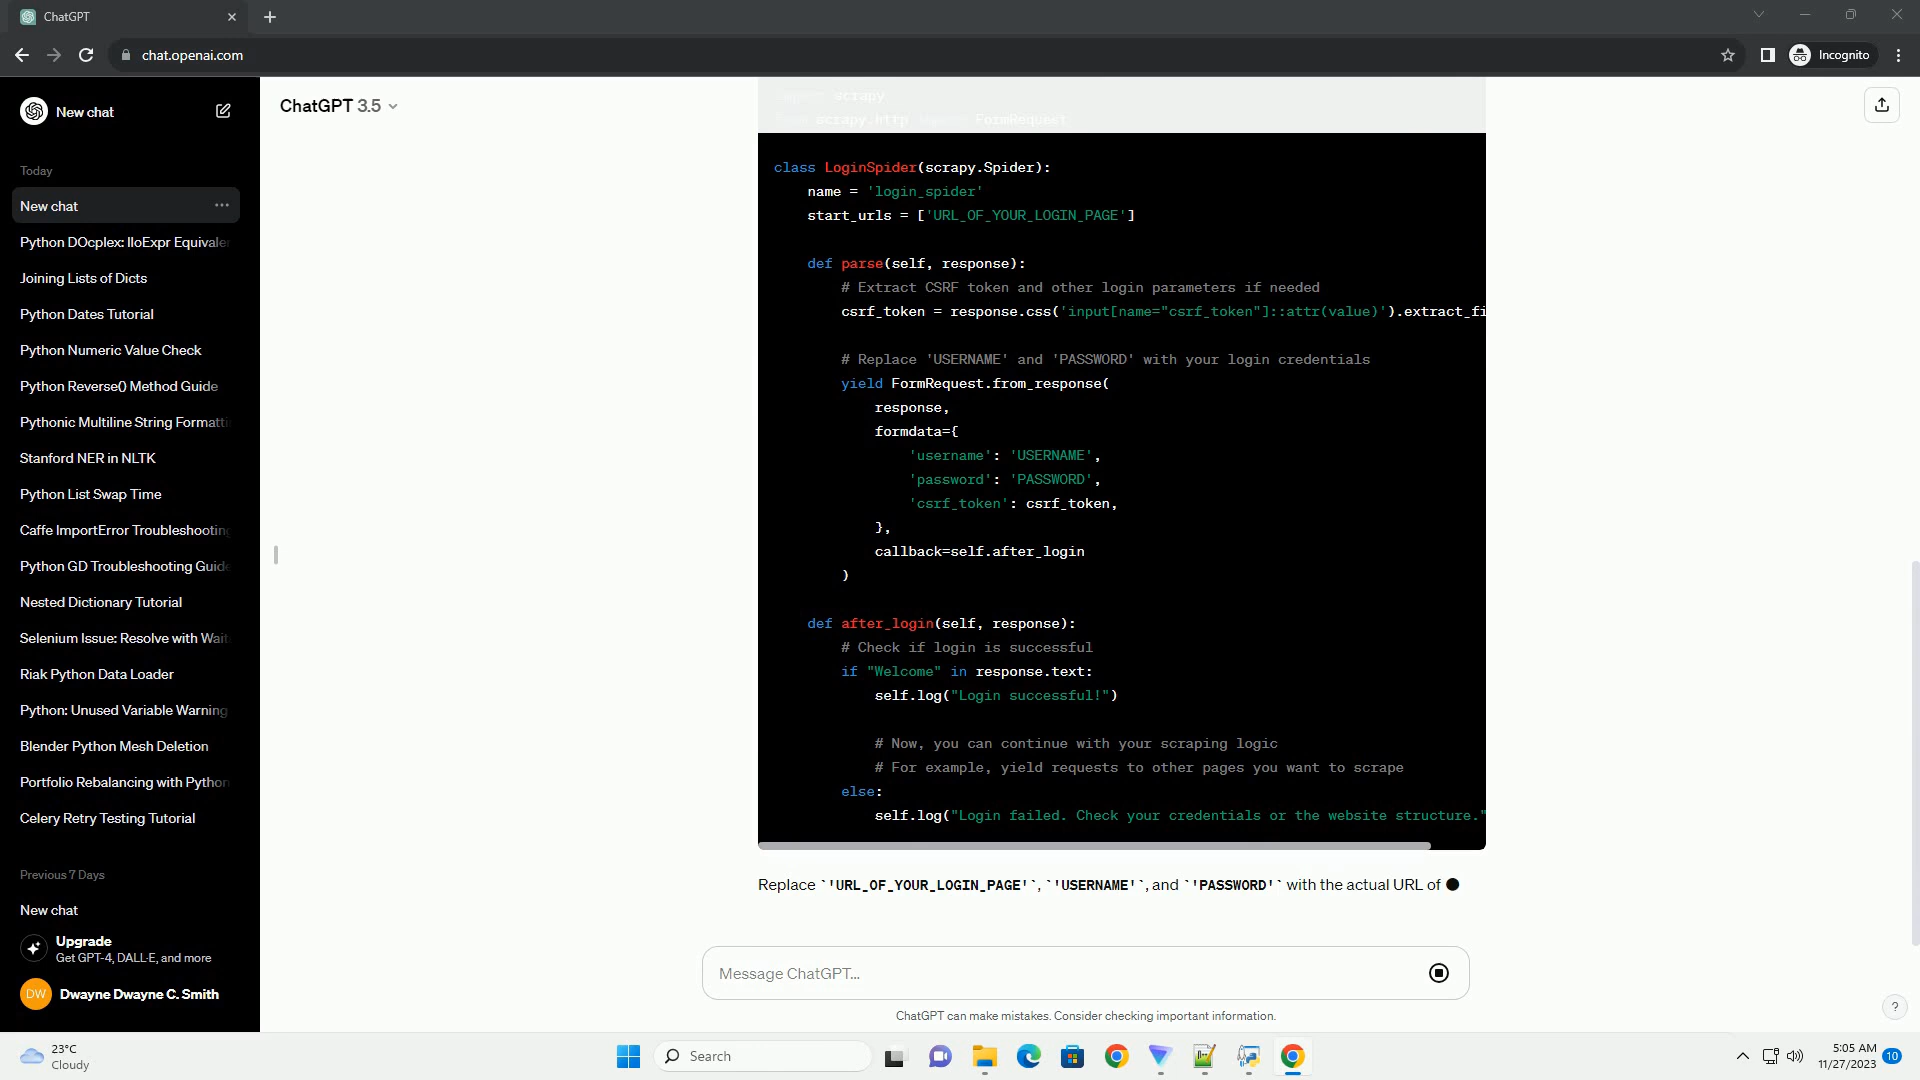 ChatGPT
chat.openai.com
Incognito
New chat
ChatGPT 3.5
Today
New chat
Python DOcplex: IloExpr Equivale
Joining Lists of Dicts
Python Dates Tutorial
Python Numeric Value Check
Python Reverse() Method Guide
Pythonic Multiline String Formatti
Stanford NER in NLTK
Python List Swap Time
Caffe ImportError Troubleshooting
Python GD Troubleshooting Guide
Nested Dictionary Tutorial
Selenium Issue: Resolve with Wait
Riak Python Data Loader
Python: Unused Variable Warning
Blender Python Mesh Deletion
Portfolio Rebalancing with Python
Celery Retry Testing Tutorial
Previous 7 Days
New chat
Upgrade
Get GPT-4, DALL·E, and more
DW
Dwayne Dwayne C. Smith
scrapy
scrapy.http import FormRequest
class LoginSpider(scrapy.Spider):
name = 'login_spider'
start_urls = ['URL_OF_YOUR_LOGIN_PAGE']
def parse(self, response):
# Extract CSRF token and other login parameters if needed
csrf_token = response.css('input[name="csrf_token"]::attr(value)').extract_fi
# Replace 'USERNAME' and 'PASSWORD' with your login credentials
yield FormRequest.from_response(
response,
formdata={
'username': 'USERNAME',
'password': 'PASSWORD',
'csrf_token': csrf_token,
},
callback=self.after_login
)
def after_login(self, response):
# Check if login is successful
if "Welcome" in response.text:
self.log("Login successful!")
# Now, you can continue with your scraping logic
# For example, yield requests to other pages you want to scrape
else:
self.log("Login failed. Check your credentials or the website structure."
Replace `'URL_OF_YOUR_LOGIN_PAGE'`, `'USERNAME'`, and `'PASSWORD'` with the actual URL of
Message ChatGPT...
ChatGPT can make mistakes. Consider checking important information.
?
23°C
Cloudy
Search
5:05 AM
11/27/2023
10